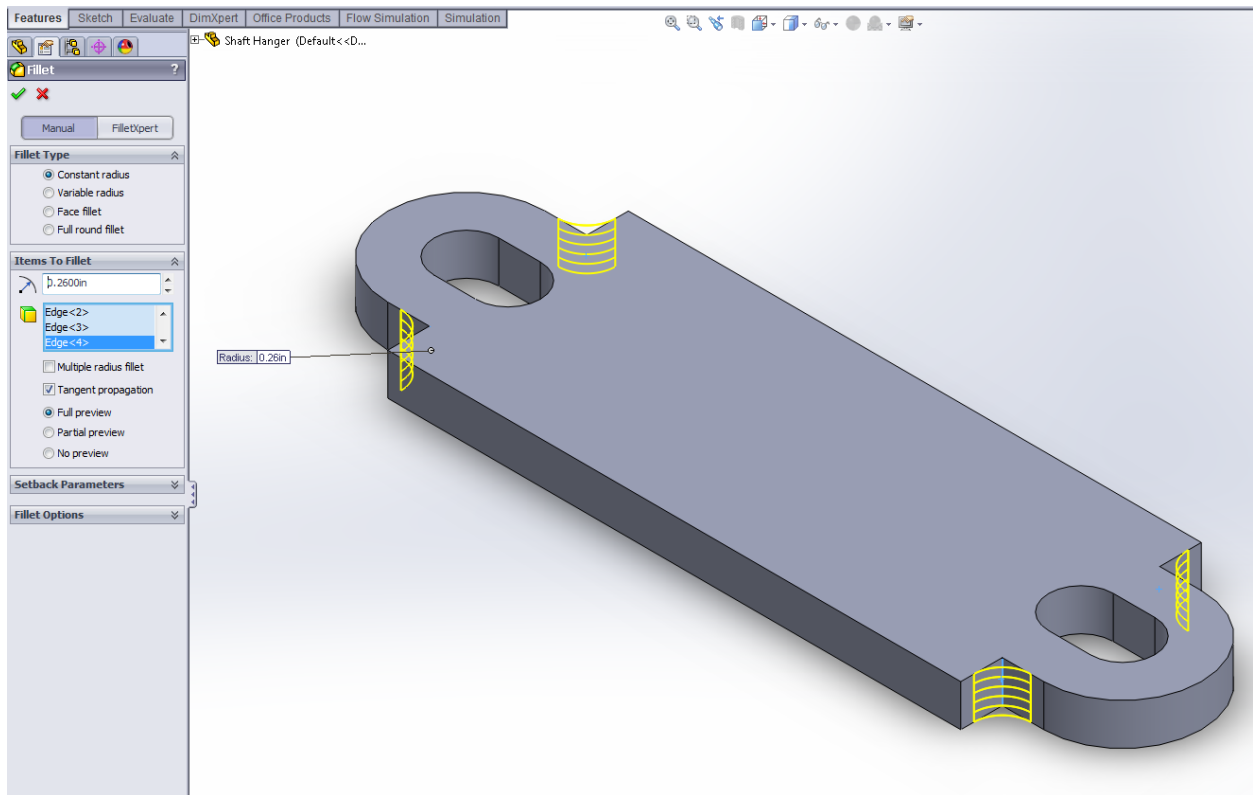 Features Sketch Evaluate DimXpert Office Products Flow Simulation Simulation
Shaft Hanger (Default<<D...
Fillet ?
Manual FilletXpert
Fillet Type
Constant radius
Variable radius
Face fillet
Full round fillet
Items To Fillet
0.2600in
Edge<2>
Edge<3>
Edge<4>
Multiple radius fillet
Tangent propagation
Full preview
Partial preview
No preview
Setback Parameters
Fillet Options
Radius: 0.26in